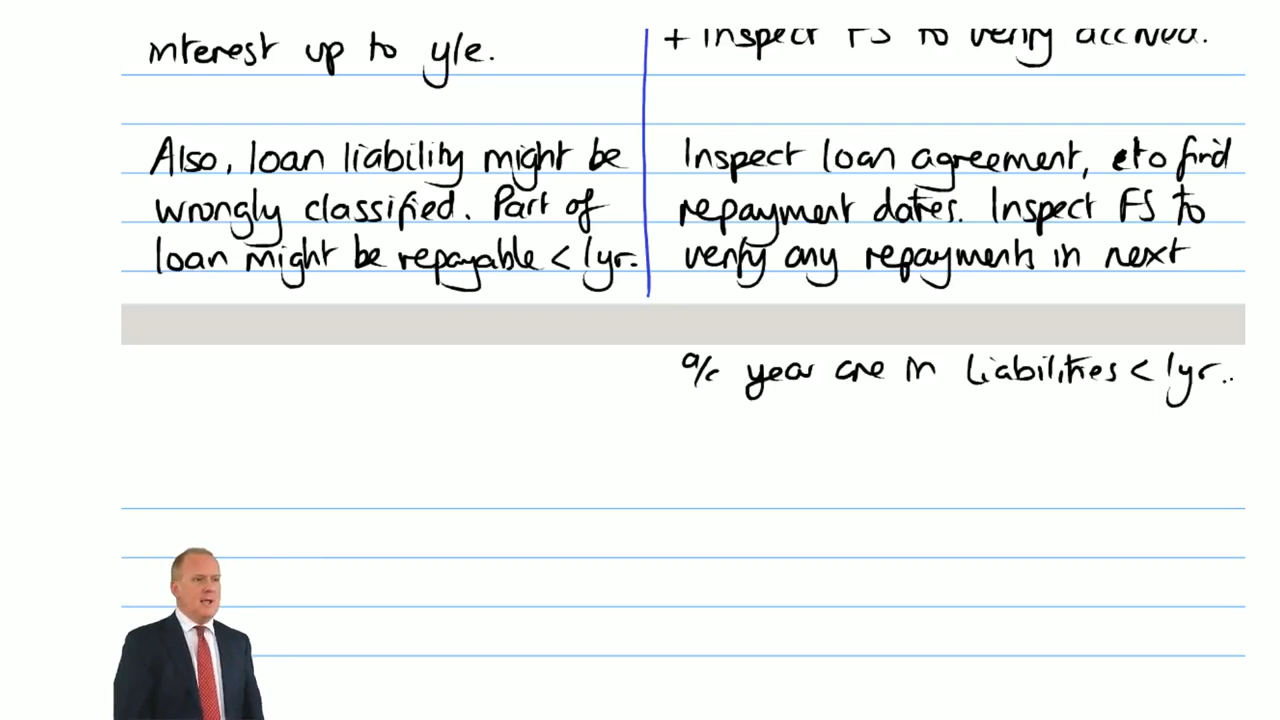 interest up to y/e.
+ Inspect FS to verify accrued.
Also, loan liability might be
wrongly classified. Part of
loan might be repayable < 1yr.
Inspect loan agreement, to find
repayment dates. Inspect FS to
verify any repayments in next
a/c year are in liabilities < 1yr..